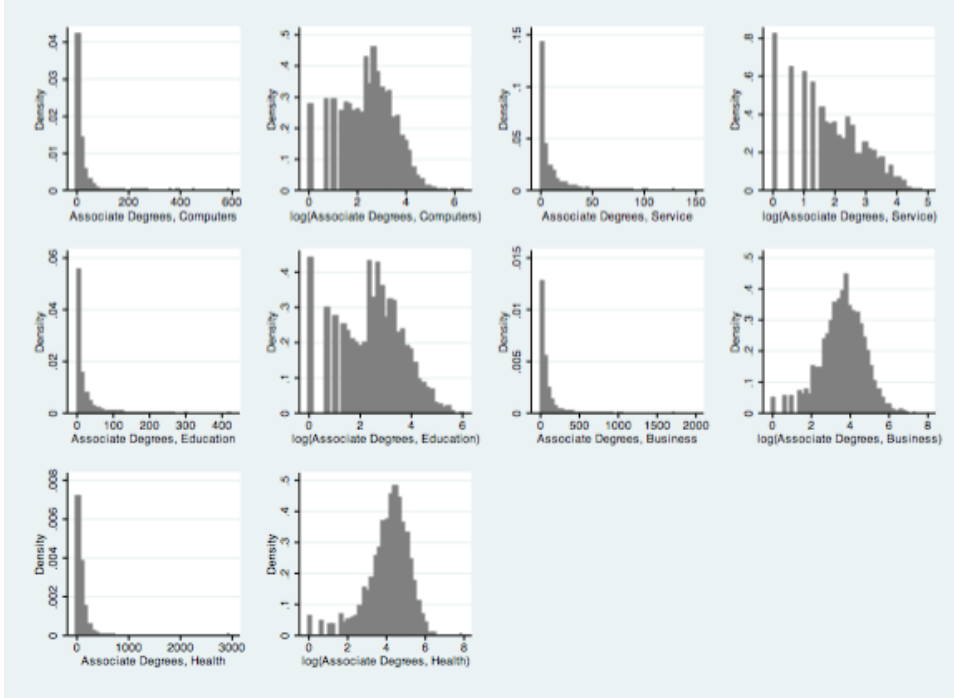 Density
.04
.03
.02
.01
0
0 200 400 600
Associate Degrees, Computers
Density
.5
.4
.3
.2
.1
0
0 2 4 6
log(Associate Degrees, Computers)
Density
.15
.1
.05
0
0 50 100 150
Associate Degrees, Service
Density
.8
.6
.4
.2
0
0 1 2 3 4 5
log(Associate Degrees, Service)
Density
.06
.04
.02
0
0 100 200 300 400
Associate Degrees, Education
Density
.4
.3
.2
.1
0
0 2 4 6
log(Associate Degrees, Education)
Density
.015
.01
.005
0
0 500 1000 1500 2000
Associate Degrees, Business
Density
.5
.4
.3
.2
.1
0
0 2 4 6 8
log(Associate Degrees, Business)
Density
.008
.006
.004
.002
0
0 1000 2000 3000
Associate Degrees, Health
Density
.5
.4
.3
.2
.1
0
0 2 4 6 8
log(Associate Degrees, Health)